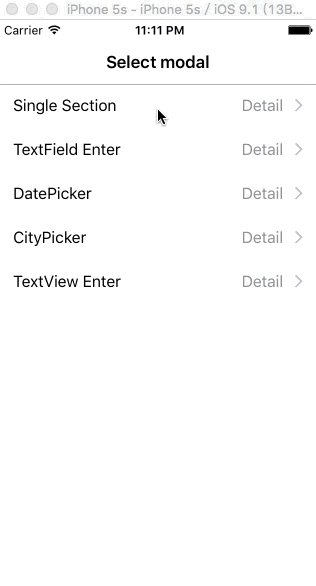 iPhone 5s - iPhone 5s / iOS 9.1 (13B...
Carrier 11:11 PM
Select modal
Single Section Detail
TextField Enter Detail
DatePicker Detail
CityPicker Detail
TextView Enter Detail